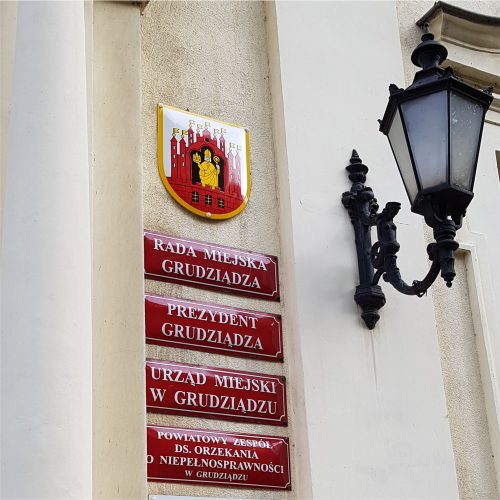 RADA MIEJSKA
GRUDZIĄDZA
PREZYDENT
GRUDZIĄDZA
URZĄD MIEJSKI
W GRUDZIĄDZU
POWIATOWY ZESPÓŁ
DS. ORZEKANIA
O NIEPEŁNOSPRAWNOŚCI
W GRUDZIĄDZU